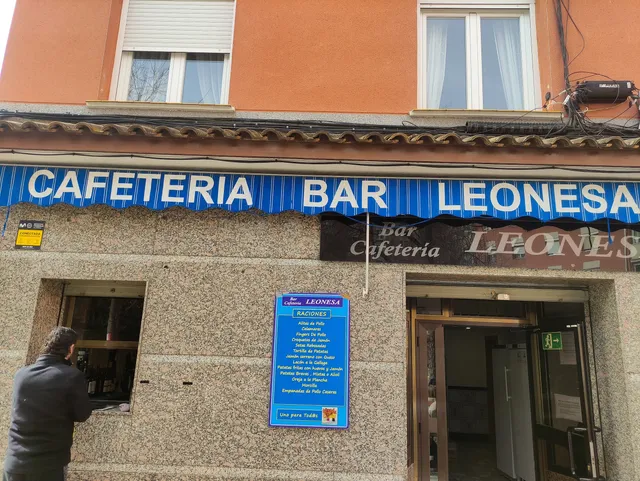 CAFETERIA BAR LEONESA
Bar
Cafetería LEONES
Bar
Cafetería LEONESA
RACIONES
Alitas de Pollo
Calamares
Fingers De Pollo
Croquetas de Jamón
Setas Rebozadas
Tortilla de Patatas
Jamón serrano con Queso
Lacón a la Gallega
Patatas fritas con huevo y Jamón
Patatas Bravas , Mixtas o Alioli
Oreja a la Plancha
Morcilla
Empanadas de Pollo Caseras
Uno para Todos